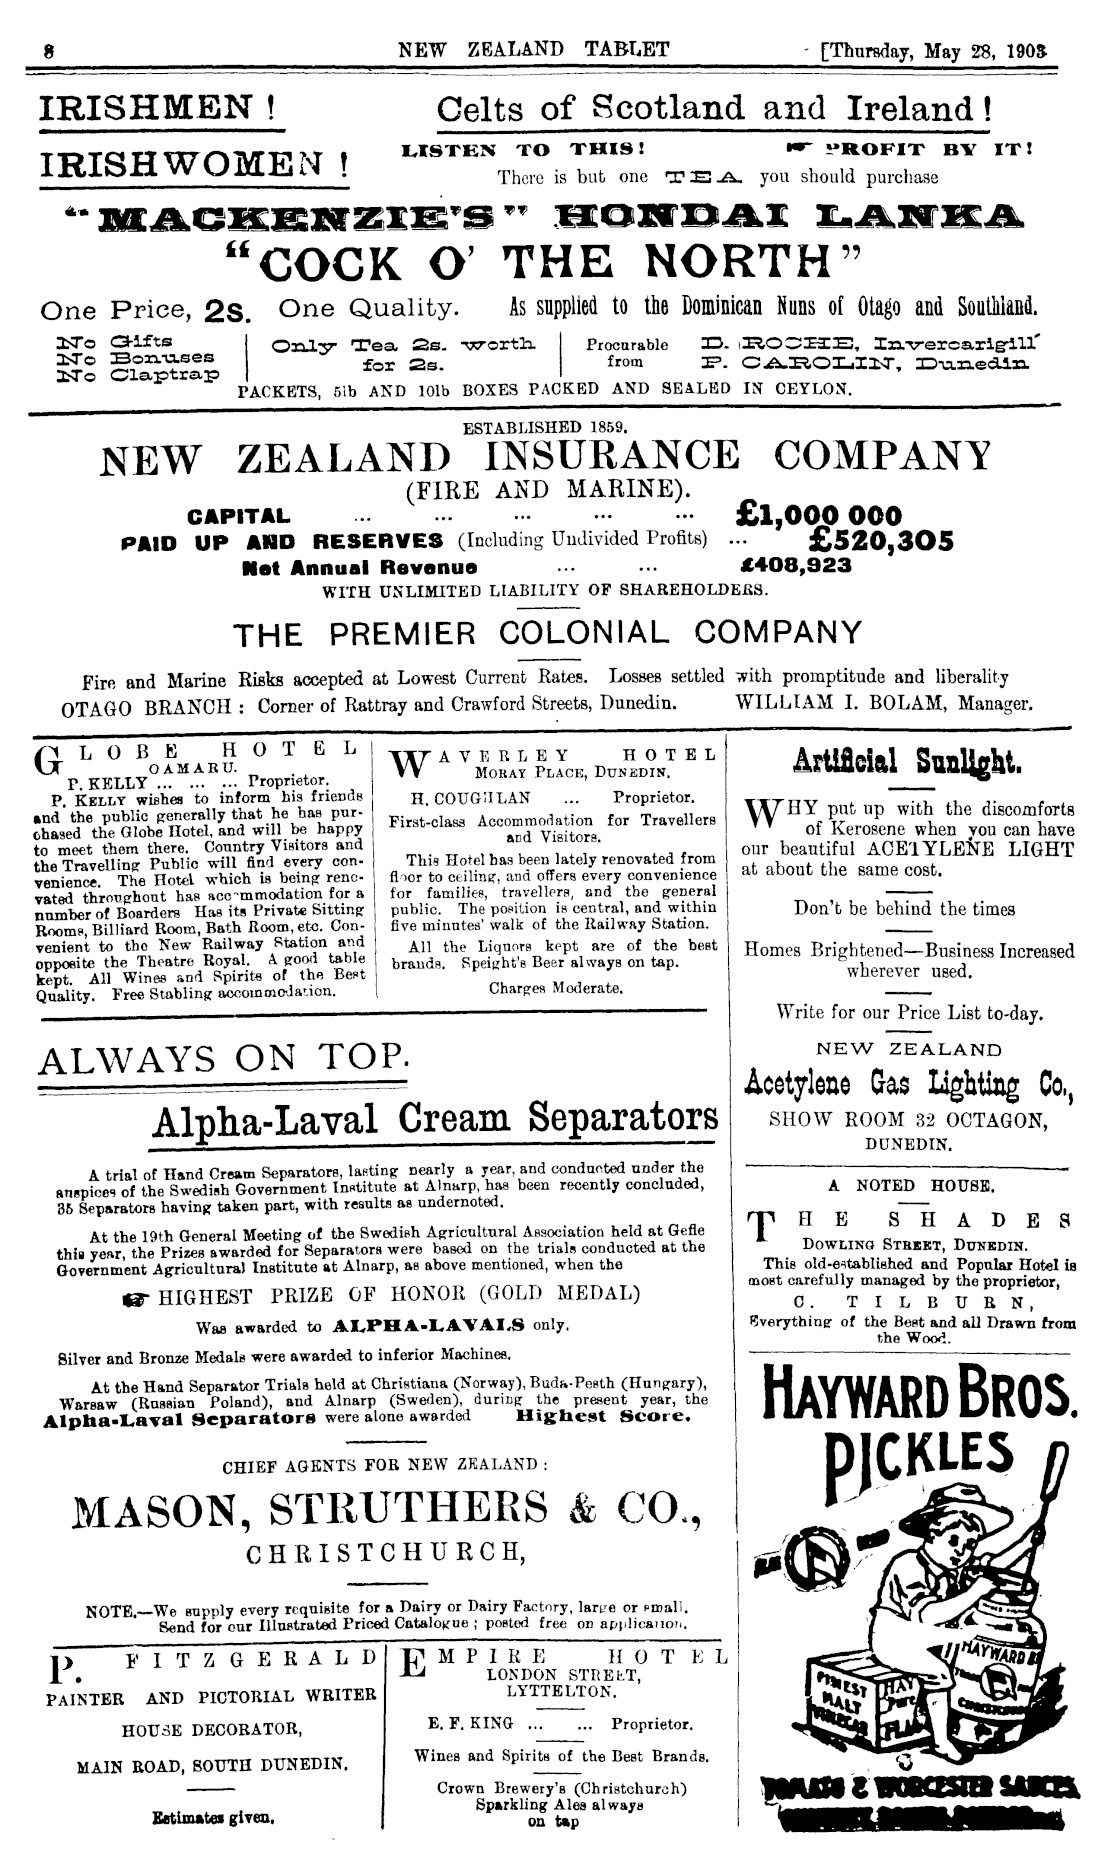 8
NEW ZEALAND TABLET
[Thursday, May 28, 1903
IRISHMEN !
IRISHWOMEN !
Celts of Scotland and Ireland !
LISTEN TO THIS! PROFIT BY IT!
There is but one TEA you should purchase
"MACKENZIE'S" HONDAI LANKA
"COCK O' THE NORTH"
One Price, 2s. One Quality. As supplied to the Dominican Nuns of Otago and Southland.
No Gifts
No Bonuses
No Claptrap
Only Tea 2s. worth
for 2s.
Procurable
from
D. ROCHE, Invercarigill
P. CAROLIN, Dunedin
PACKETS, 5lb AND 10lb BOXES PACKED AND SEALED IN CEYLON.
ESTABLISHED 1859.
NEW ZEALAND INSURANCE COMPANY
(FIRE AND MARINE).
CAPITAL ... ... ... ... ... £1,000 000
PAID UP AND RESERVES (Including Undivided Profits) ... £520,305
Net Annual Revenue ... ... £408,923
WITH UNLIMITED LIABILITY OF SHAREHOLDERS.
THE PREMIER COLONIAL COMPANY
Fire and Marine Risks accepted at Lowest Current Rates. Losses settled with promptitude and liberality
OTAGO BRANCH : Corner of Rattray and Crawford Streets, Dunedin. WILLIAM I. BOLAM, Manager.
GLOBE HOTEL
OAMARU.
P. KELLY ... ... ... Proprietor.
P. KELLY wishes to inform his friends
and the public generally that he has pur-
chased the Globe Hotel, and will be happy
to meet them there. Country Visitors and
the Travelling Public will find every con-
venience. The Hotel which is being reno-
vated throughout has accommodation for a
number of Boarders Has its Private Sitting
Rooms, Billiard Room, Bath Room, etc. Con-
venient to the New Railway Station and
opposite the Theatre Royal. A good table
kept. All Wines and Spirits of the Best
Quality. Free Stabling accommodation.
WAVERLEY HOTEL
MORAY PLACE, DUNEDIN.
H. COUGHLAN ... Proprietor.
First-class Accommodation for Travellers
and Visitors.
This Hotel has been lately renovated from
floor to ceiling, and offers every convenience
for families, travellers, and the general
public. The position is central, and within
five minutes' walk of the Railway Station.
All the Liquors kept are of the best
brands. Speight's Beer always on tap.
Charges Moderate.
ALWAYS ON TOP.
Alpha-Laval Cream Separators
A trial of Hand Cream Separators, lasting nearly a year, and conducted under the
auspices of the Swedish Government Institute at Alnarp, has been recently concluded,
35 Separators having taken part, with results as undernoted.
At the 19th General Meeting of the Swedish Agricultural Association held at Gefle
this year, the Prizes awarded for Separators were based on the trials conducted at the
Government Agricultural Institute at Alnarp, as above mentioned, when the
HIGHEST PRIZE OF HONOR (GOLD MEDAL)
Was awarded to ALPHA-LAVALS only.
Silver and Bronze Medals were awarded to inferior Machines.
At the Hand Separator Trials held at Christiana (Norway), Buda-Pesth (Hungary),
Warsaw (Russian Poland), and Alnarp (Sweden), during the present year, the
Alpha-Laval Separators were alone awarded Highest Score.
CHIEF AGENTS FOR NEW ZEALAND :
MASON, STRUTHERS & CO.,
CHRISTCHURCH,
NOTE.—We supply every requisite for a Dairy or Dairy Factory, large or small.
Send for our Illustrated Priced Catalogue ; posted free on application.
P. FITZGERALD
PAINTER AND PICTORIAL WRITER
HOUSE DECORATOR,
MAIN ROAD, SOUTH DUNEDIN.
Estimates given.
EMPIRE HOTEL
LONDON STREET,
LYTTELTON.
E. F. KING ... ... Proprietor.
Wines and Spirits of the Best Brands.
Crown Brewery's (Christchurch)
Sparkling Ales always
on tap
Artificial Sunlight.
WHY put up with the discomforts
of Kerosene when you can have
our beautiful ACETYLENE LIGHT
at about the same cost.
Don't be behind the times
Homes Brightened—Business Increased
wherever used.
Write for our Price List to-day.
NEW ZEALAND
Acetylene Gas Lighting Co.,
SHOW ROOM 32 OCTAGON,
DUNEDIN.
A NOTED HOUSE.
THE SHADES
DOWLING STREET, DUNEDIN.
This old-established and Popular Hotel is
most carefully managed by the proprietor,
C. TILBURN,
Everything of the Best and all Drawn from
the Wood.
HAYWARD BROS.
PICKLES
HAYWARD B
FINEST
MALT
VINEGAR
HAY
Pure
FLA
CHRISTCHURCH
TOMATO & WORCESTER SAUCES